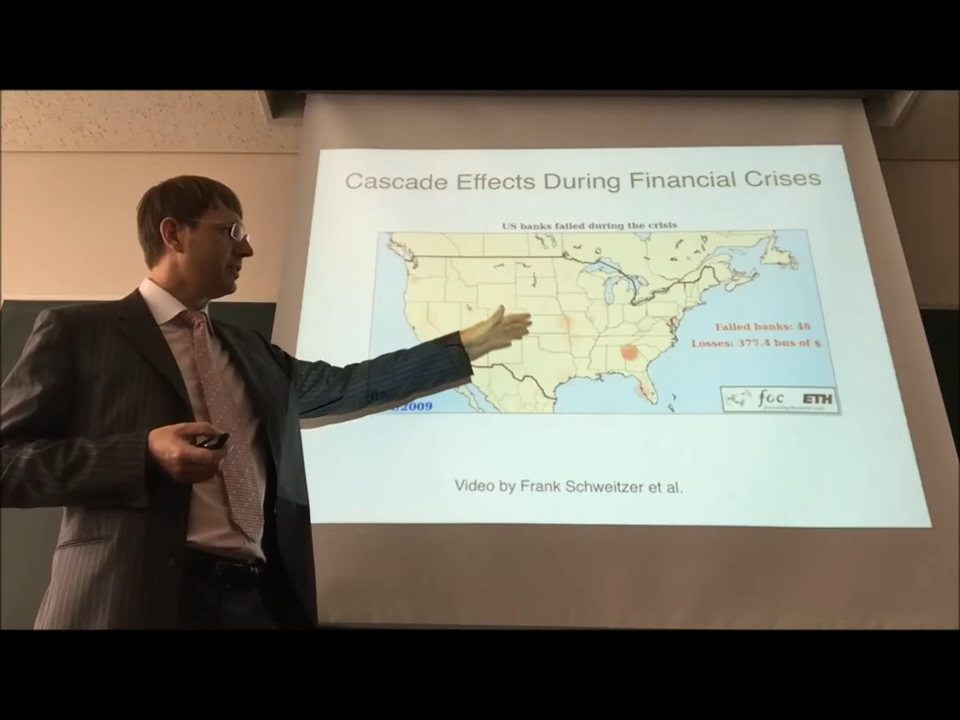 Cascade Effects During Financial Crises
US banks failed during the crisis
Failed banks: 46
Losses: 377.4 bns of $
/2009
foc
ETH
Video by Frank Schweitzer et al.